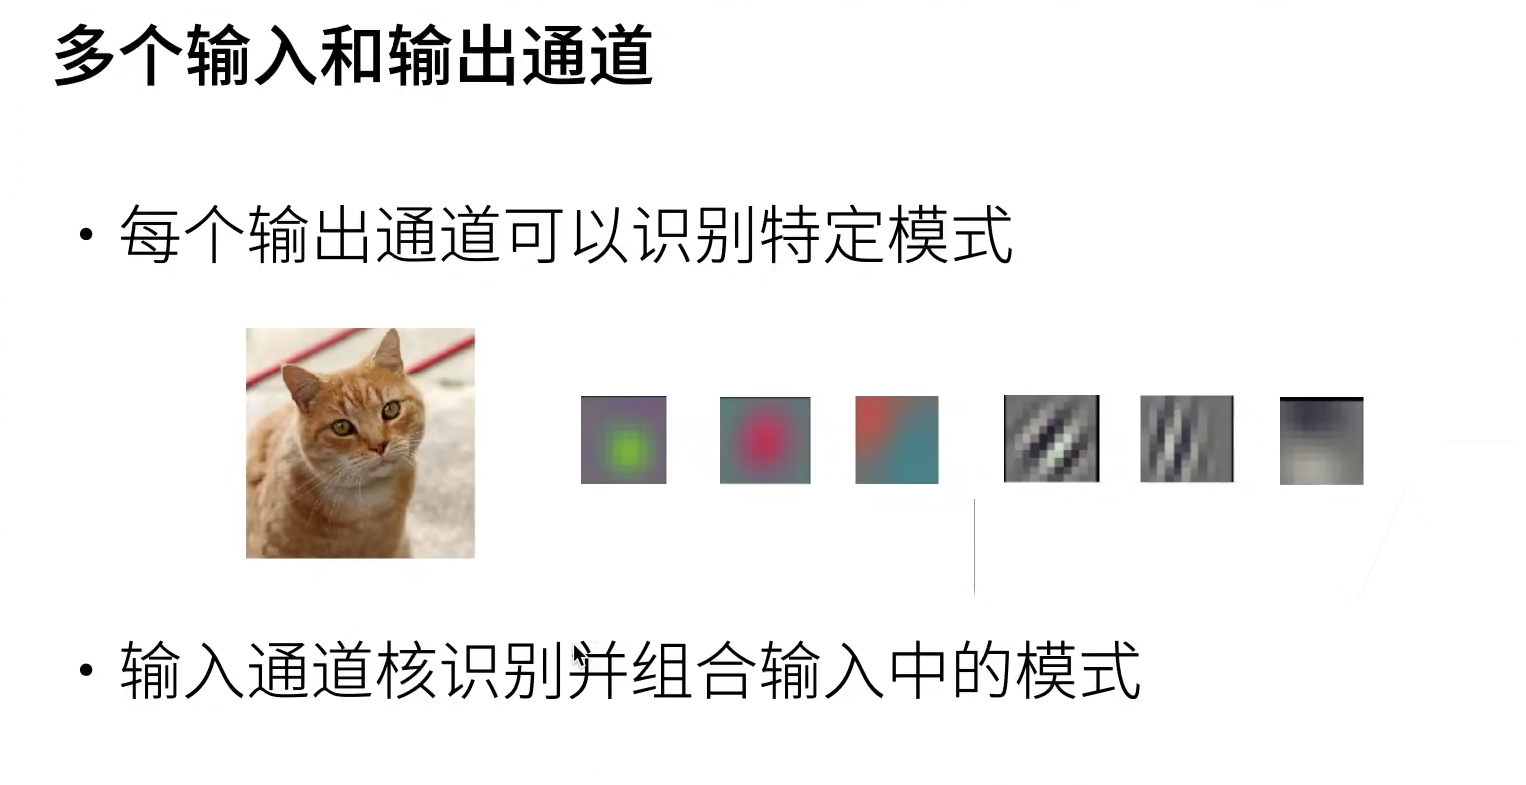 多个输入和输出通道
• 每个输出通道可以识别特定模式
• 输入通道核识别并组合输入中的模式